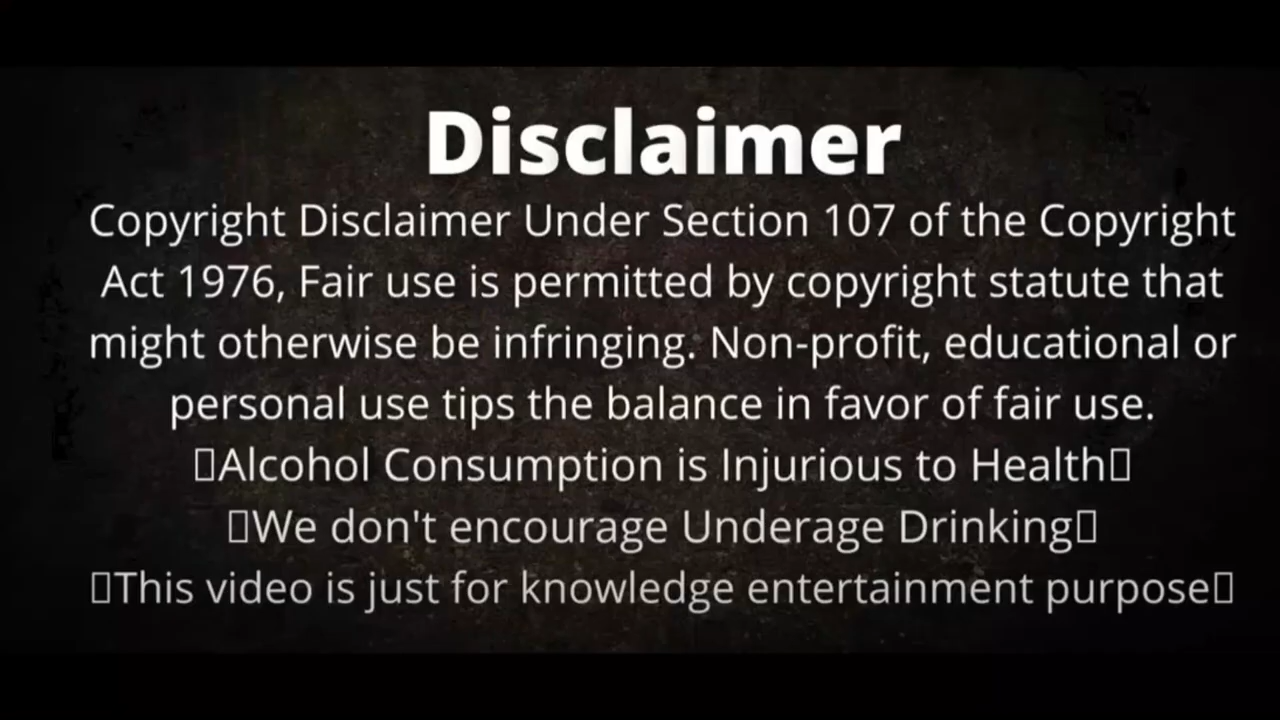 Disclaimer
Copyright Disclaimer Under Section 107 of the Copyright
Act 1976, Fair use is permitted by copyright statute that
might otherwise be infringing. Non-profit, educational or
personal use tips the balance in favor of fair use.
▯Alcohol Consumption is Injurious to Health▯
▯We don't encourage Underage Drinking▯
▯This video is just for knowledge entertainment purpose▯